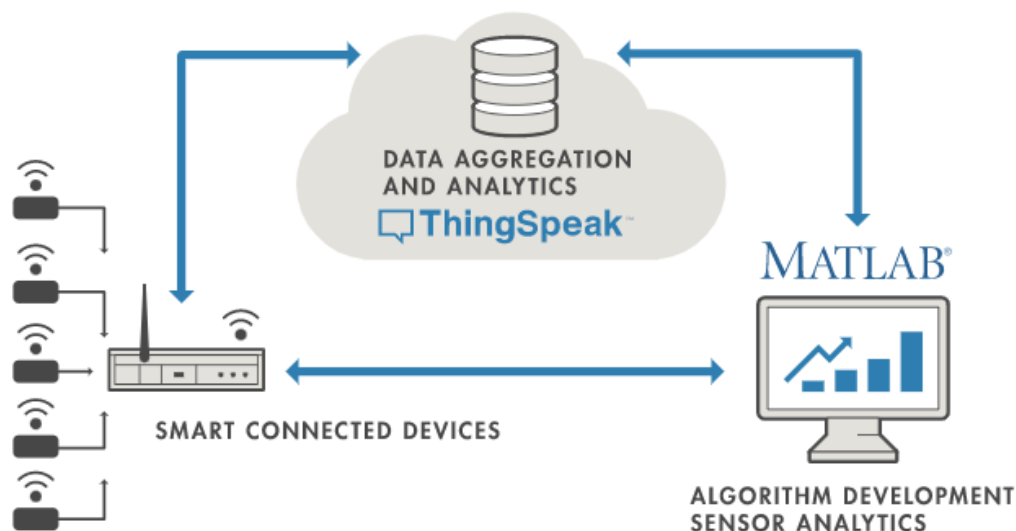 DATA AGGREGATION
AND ANALYTICS
ThingSpeak™
MATLAB®
SMART CONNECTED DEVICES
ALGORITHM DEVELOPMENT
SENSOR ANALYTICS